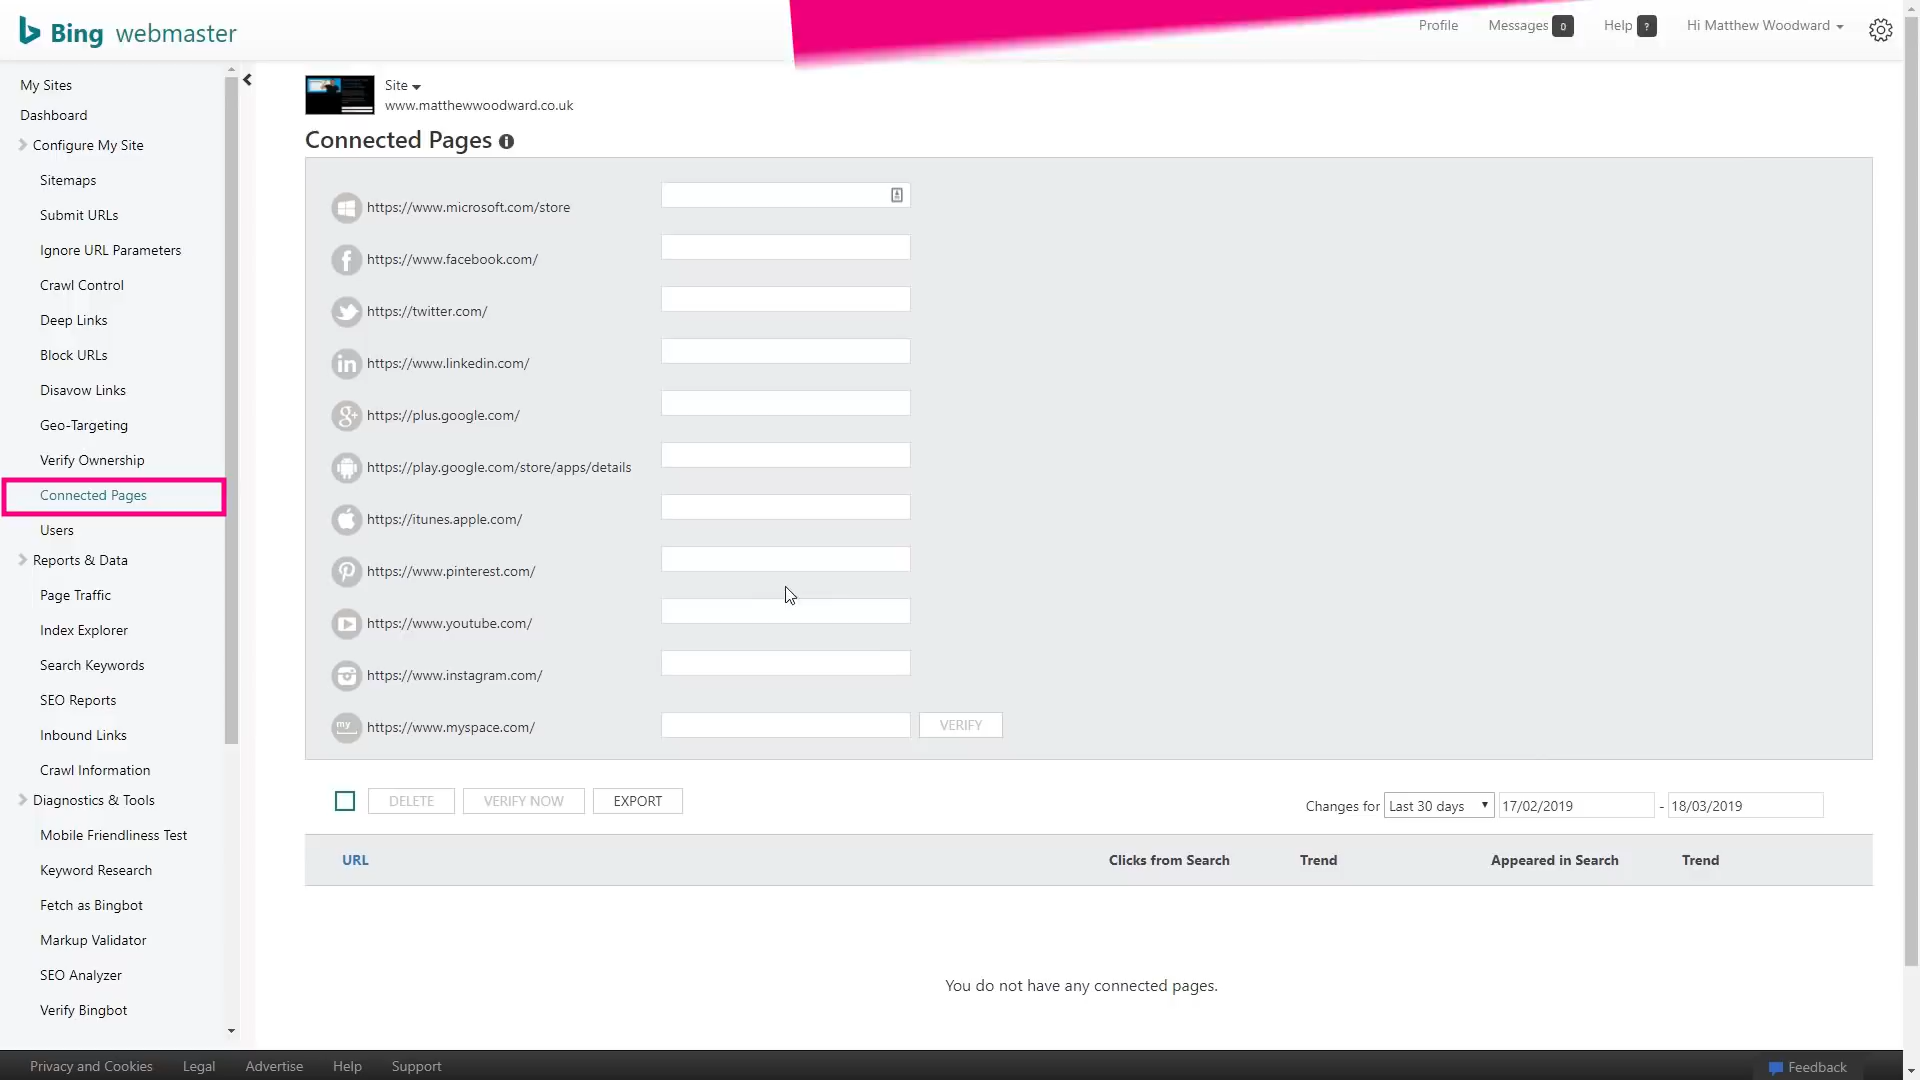 Bing webmaster
Profile
Messages 0
Help ?
Hi Matthew Woodward
My Sites
Dashboard
Configure My Site
Sitemaps
Submit URLs
Ignore URL Parameters
Crawl Control
Deep Links
Block URLs
Disavow Links
Geo-Targeting
Verify Ownership
Connected Pages
Users
Reports & Data
Page Traffic
Index Explorer
Search Keywords
SEO Reports
Inbound Links
Crawl Information
Diagnostics & Tools
Mobile Friendliness Test
Keyword Research
Fetch as Bingbot
Markup Validator
SEO Analyzer
Verify Bingbot
Site
www.matthewwoodward.co.uk
Connected Pages
https://www.microsoft.com/store
https://www.facebook.com/
https://twitter.com/
https://www.linkedin.com/
https://plus.google.com/
https://play.google.com/store/apps/details
https://itunes.apple.com/
https://www.pinterest.com/
https://www.youtube.com/
https://www.instagram.com/
my https://www.myspace.com/ VERIFY
DELETE VERIFY NOW EXPORT
Changes for Last 30 days 17/02/2019 - 18/03/2019
URL Clicks from Search Trend Appeared in Search Trend
You do not have any connected pages.
Privacy and Cookies Legal Advertise Help Support Feedback